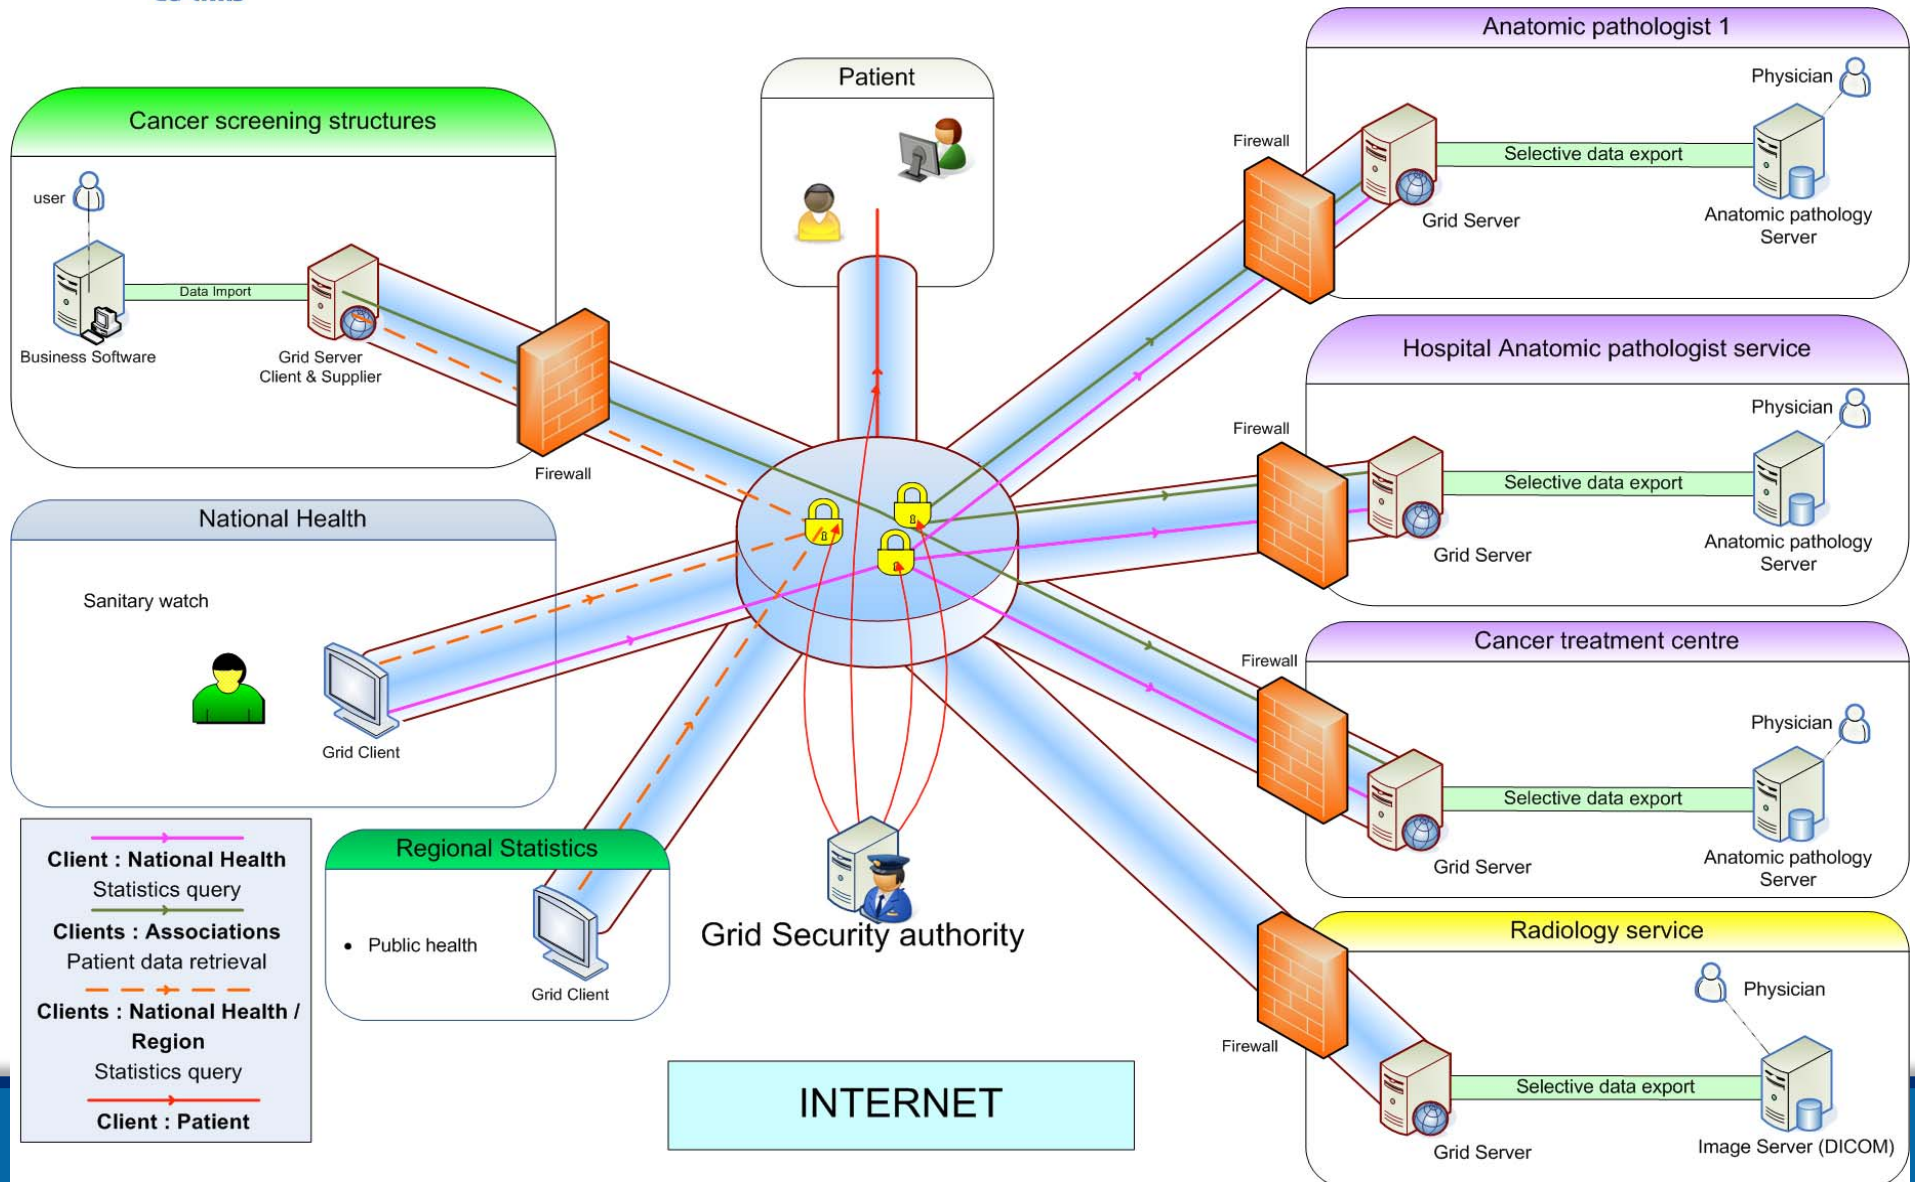 Cancer screening structures
user
Data Import
Business Software
Grid Server
Client & Supplier
Firewall
Patient
National Health
Sanitary watch
Grid Client
Regional Statistics
• Public health
Grid Client
Client : National Health
Statistics query
Clients : Associations
Patient data retrieval
Clients : National Health /
Region
Statistics query
Client : Patient
Grid Security authority
INTERNET
Anatomic pathologist 1
Physician
Firewall
Selective data export
Grid Server
Anatomic pathology
Server
Hospital Anatomic pathologist service
Physician
Firewall
Selective data export
Grid Server
Anatomic pathology
Server
Cancer treatment centre
Firewall
Physician
Selective data export
Grid Server
Anatomic pathology
Server
Radiology service
Physician
Firewall
Selective data export
Grid Server
Image Server (DICOM)